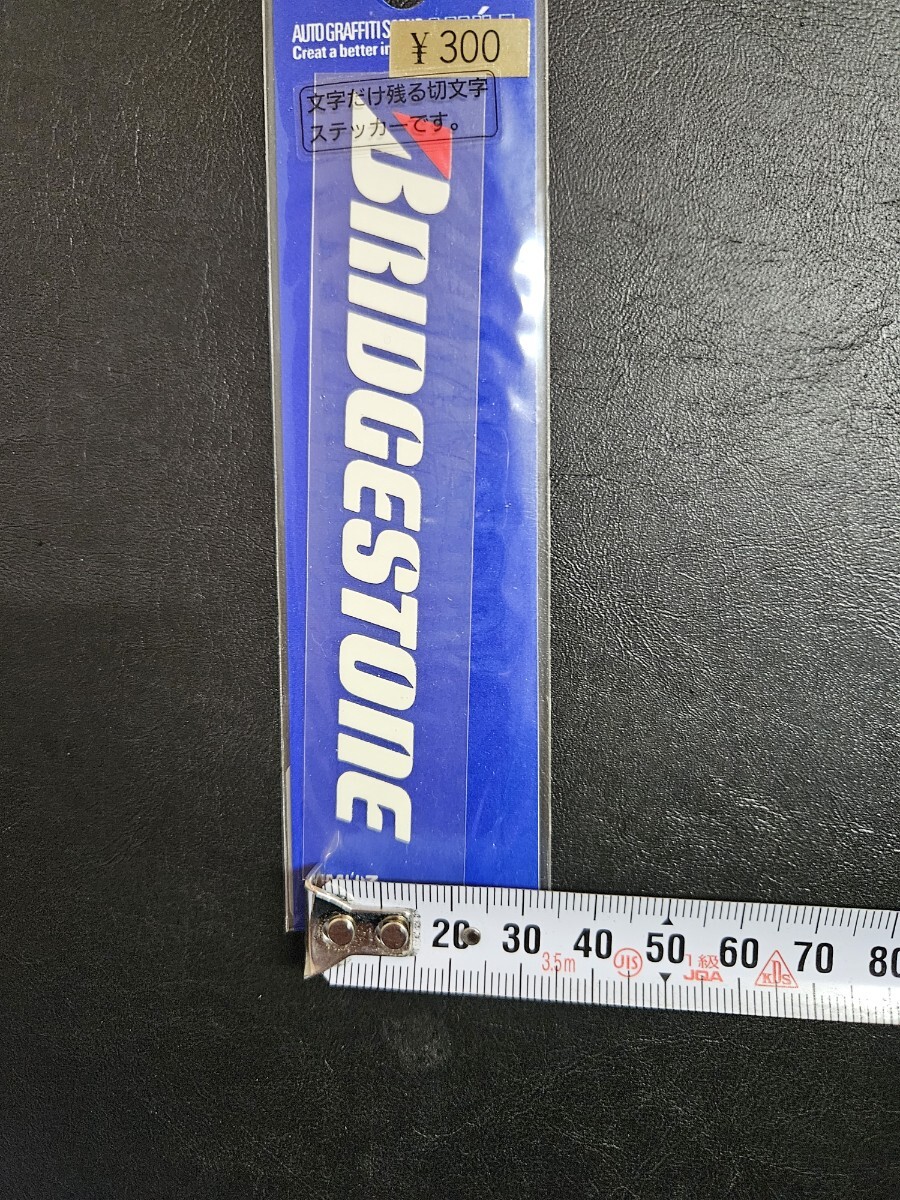 AUTO GRAFFITI
Creat a better in
¥300
文字だけ残る切文字
ステッカーです。
BRIDGESTONE
20 30 40 50 60 70 80
3.5m JIS 1級 JQA KDS